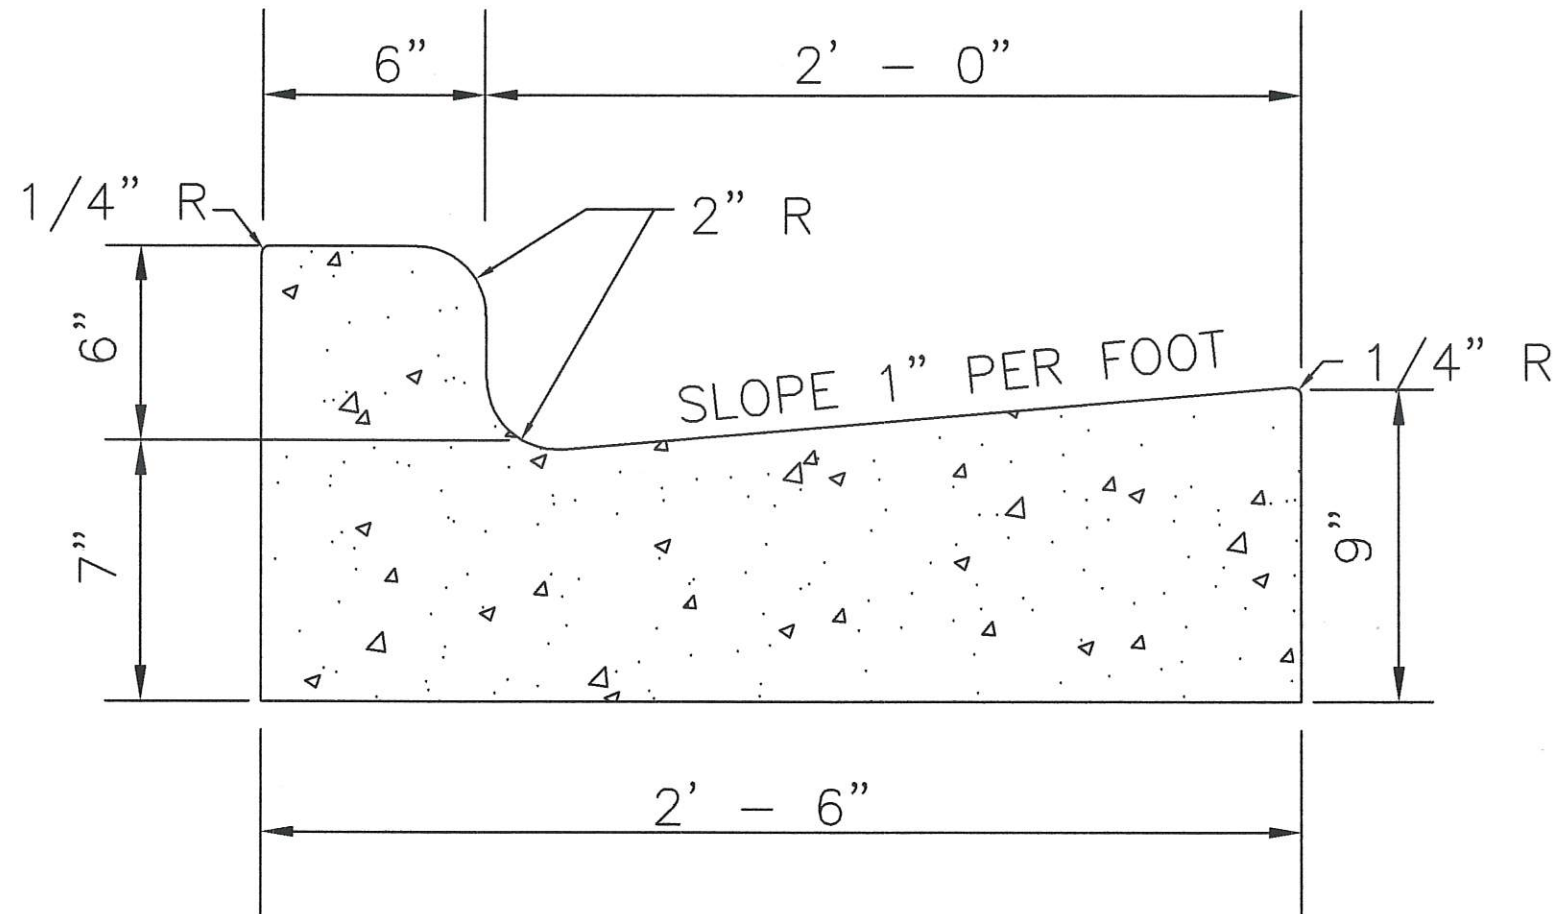 6”
2’ – 0”
1/4” R
2” R
6”
SLOPE 1” PER FOOT
1/4” R
7”
9”
2’ – 6”